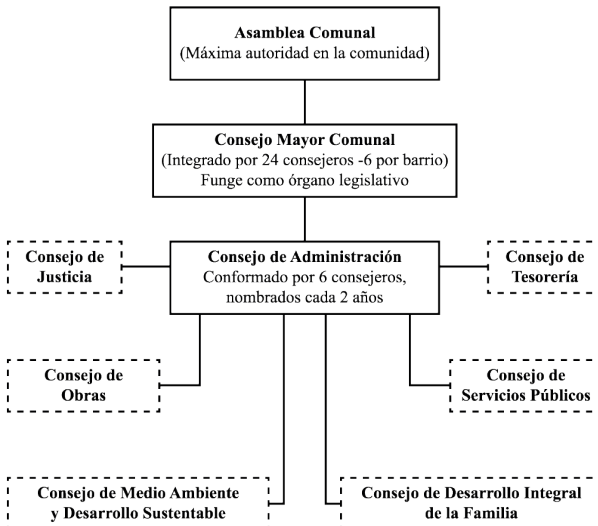 Asamblea Comunal
(Máxima autoridad en la comunidad)
Consejo Mayor Comunal
(Integrado por 24 consejeros -6 por barrio)
Funge como órgano legislativo
Consejo de
Justicia
Consejo de Administración
Conformado por 6 consejeros,
nombrados cada 2 años
Consejo de
Tesorería
Consejo de
Obras
Consejo de
Servicios Públicos
Consejo de Medio Ambiente
y Desarrollo Sustentable
Consejo de Desarrollo Integral
de la Familia